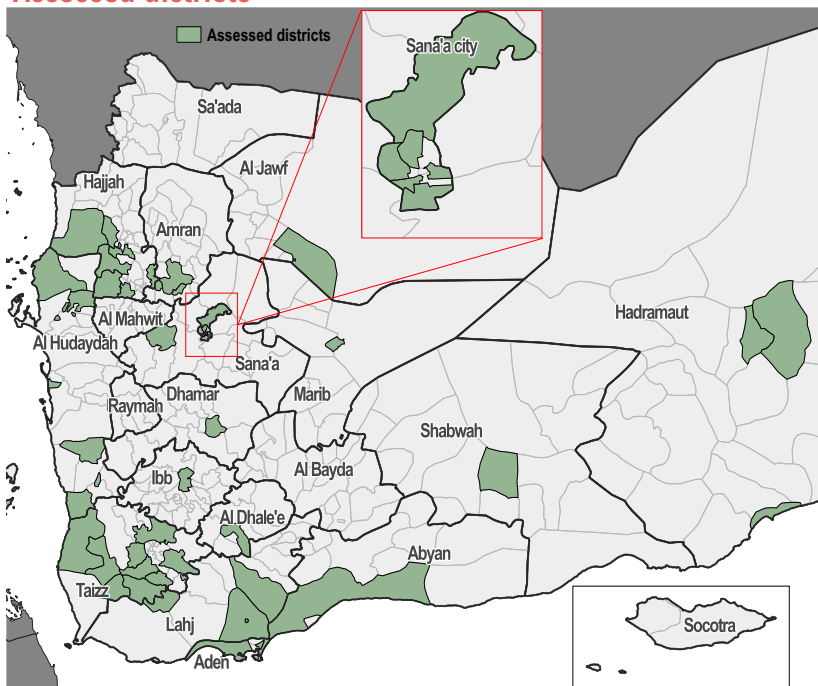 Assessed districts
Sana'a city
Sa'ada
Al Jawf
Hajjah
Amran
Hadramaut
Al Mahwit
Al Hudaydah
Sana'a
Dhamar
Marib
Raymah
Shabwah
Al Bayda
Ibb
Al Dhale'e
Abyan
Taizz
Lahj
Socotra
Aden